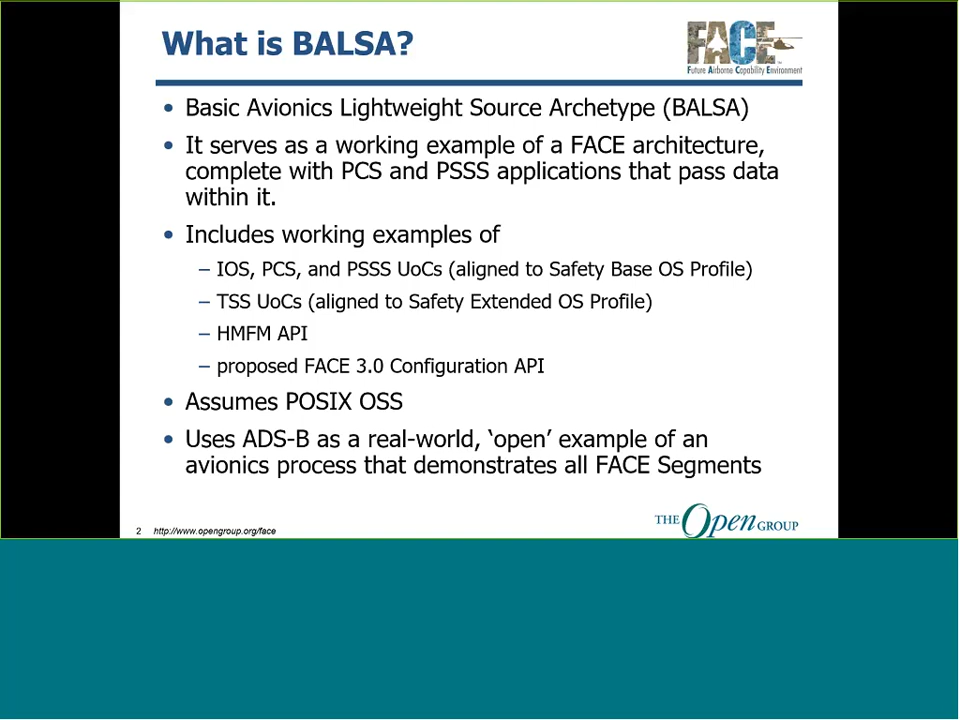 What is BALSA?
FACE
Future Airborne Capability Environment
• Basic Avionics Lightweight Source Archetype (BALSA)
• It serves as a working example of a FACE architecture,
complete with PCS and PSSS applications that pass data
within it.
• Includes working examples of
– IOS, PCS, and PSSS UoCs (aligned to Safety Base OS Profile)
– TSS UoCs (aligned to Safety Extended OS Profile)
– HMFM API
– proposed FACE 3.0 Configuration API
• Assumes POSIX OSS
• Uses ADS-B as a real-world, ‘open’ example of an
avionics process that demonstrates all FACE Segments
2 http://www.opengroup.org/face
THE Open GROUP